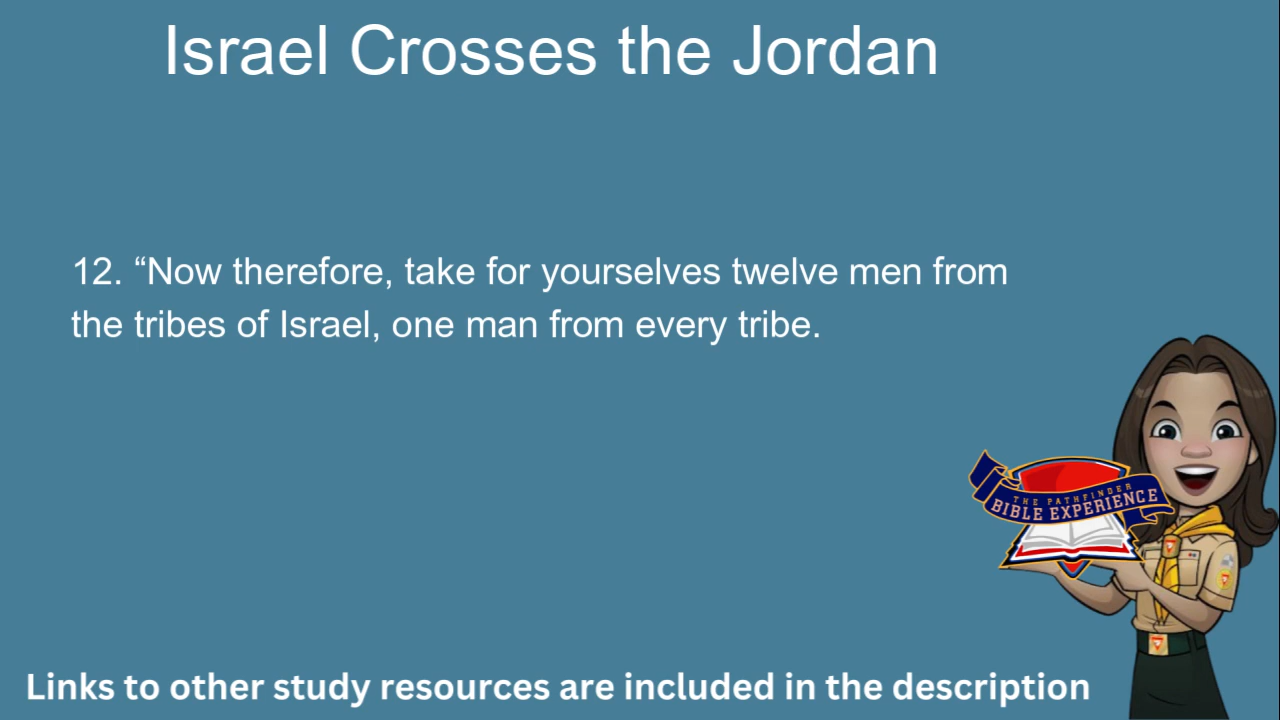 Israel Crosses the Jordan
12. “Now therefore, take for yourselves twelve men from
the tribes of Israel, one man from every tribe.
THE PATHFINDER
BIBLE EXPERIENCE
Links to other study resources are included in the description